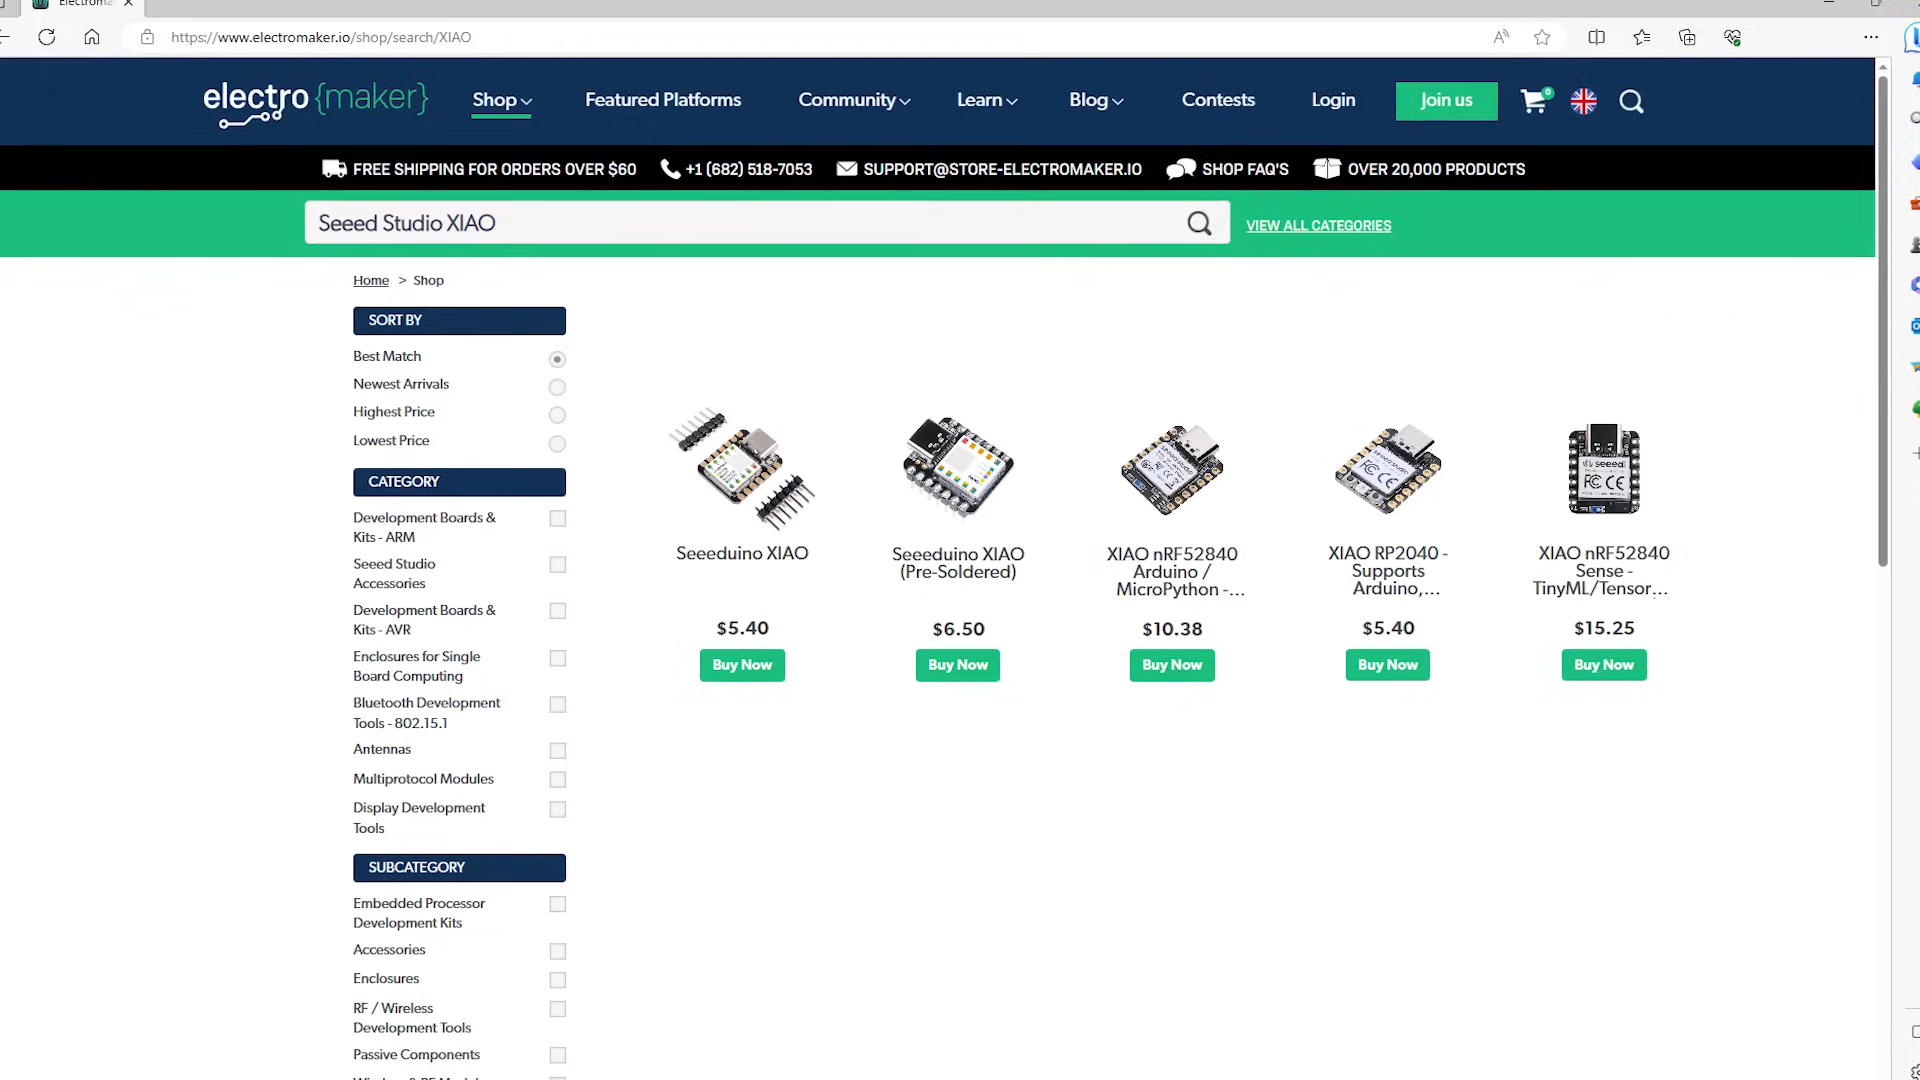 Electroma
https://www.electromaker.io/shop/search/XIAO
electro {maker} Shop Featured Platforms Community Learn Blog Contests Login Join us 0
FREE SHIPPING FOR ORDERS OVER $60 +1 (682) 518-7053 SUPPORT@STORE-ELECTROMAKER.IO SHOP FAQ'S OVER 20,000 PRODUCTS
Seeed Studio XIAO VIEW ALL CATEGORIES
Home > Shop
SORT BY
Best Match
Newest Arrivals
Highest Price
Lowest Price
CATEGORY
Development Boards &
Kits - ARM
Seeed Studio
Accessories
Development Boards &
Kits - AVR
Enclosures for Single
Board Computing
Bluetooth Development
Tools - 802.15.1
Antennas
Multiprotocol Modules
Display Development
Tools
SUBCATEGORY
Embedded Processor
Development Kits
Accessories
Enclosures
RF / Wireless
Development Tools
Passive Components
Seeeduino XIAO
$5.40
Buy Now
Seeeduino XIAO
(Pre-Soldered)
$6.50
Buy Now
XIAO nRF52840
Arduino /
MicroPython -...
$10.38
Buy Now
XIAO RP2040 -
Supports
Arduino,...
$5.40
Buy Now
seeed
FC CE
XIAO nRF52840
Sense -
TinyML/Tensor...
$15.25
Buy Now